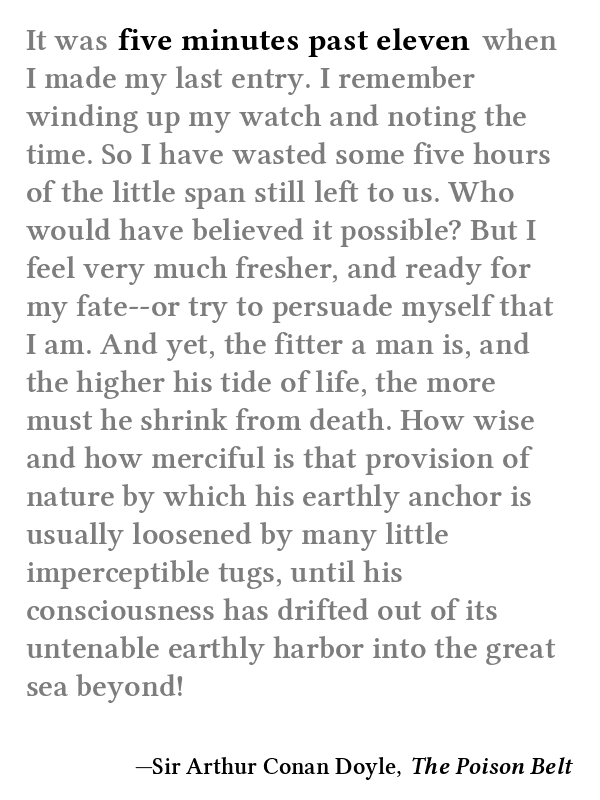 It was five minutes past eleven when
I made my last entry. I remember
winding up my watch and noting the
time. So I have wasted some five hours
of the little span still left to us. Who
would have believed it possible? But I
feel very much fresher, and ready for
my fate--or try to persuade myself that
I am. And yet, the fitter a man is, and
the higher his tide of life, the more
must he shrink from death. How wise
and how merciful is that provision of
nature by which his earthly anchor is
usually loosened by many little
imperceptible tugs, until his
consciousness has drifted out of its
untenable earthly harbor into the great
sea beyond!
—Sir Arthur Conan Doyle, The Poison Belt